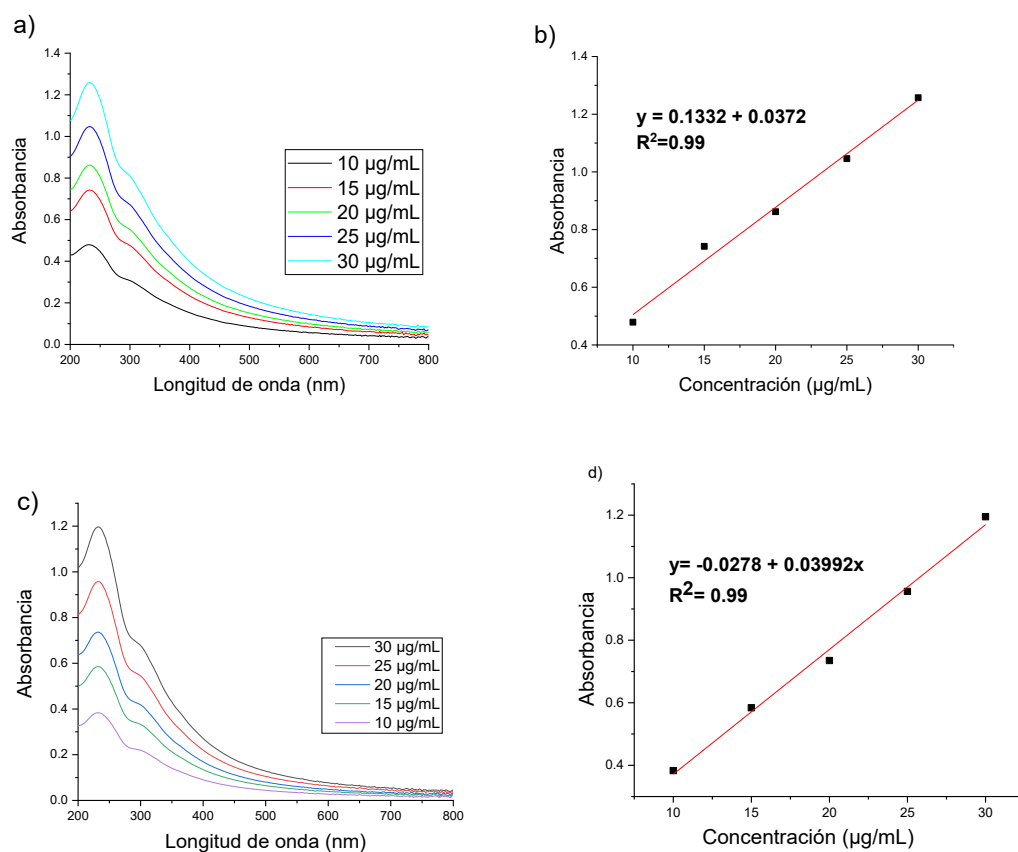 a)
1.4
1.2
1.0
0.8
0.6
0.4
0.2
0.0
Absorbancia
10 µg/mL
15 µg/mL
20 µg/mL
25 µg/mL
30 µg/mL
200 300 400 500 600 700 800
Longitud de onda (nm)
b)
1.4
1.2
1.0
0.8
0.6
0.4
Absorbancia
y = 0.1332 + 0.0372
R²=0.99
10 15 20 25 30
Concentración (µg/mL)
c)
1.2
1.0
0.8
0.6
0.4
0.2
0.0
Absorbancia
30 µg/mL
25 µg/mL
20 µg/mL
15 µg/mL
10 µg/mL
200 300 400 500 600 700 800
Longitud de onda (nm)
d)
1.2
1.0
0.8
0.6
0.4
Absorbancia
y= -0.0278 + 0.03992x
R²= 0.99
10 15 20 25 30
Concentración (µg/mL)